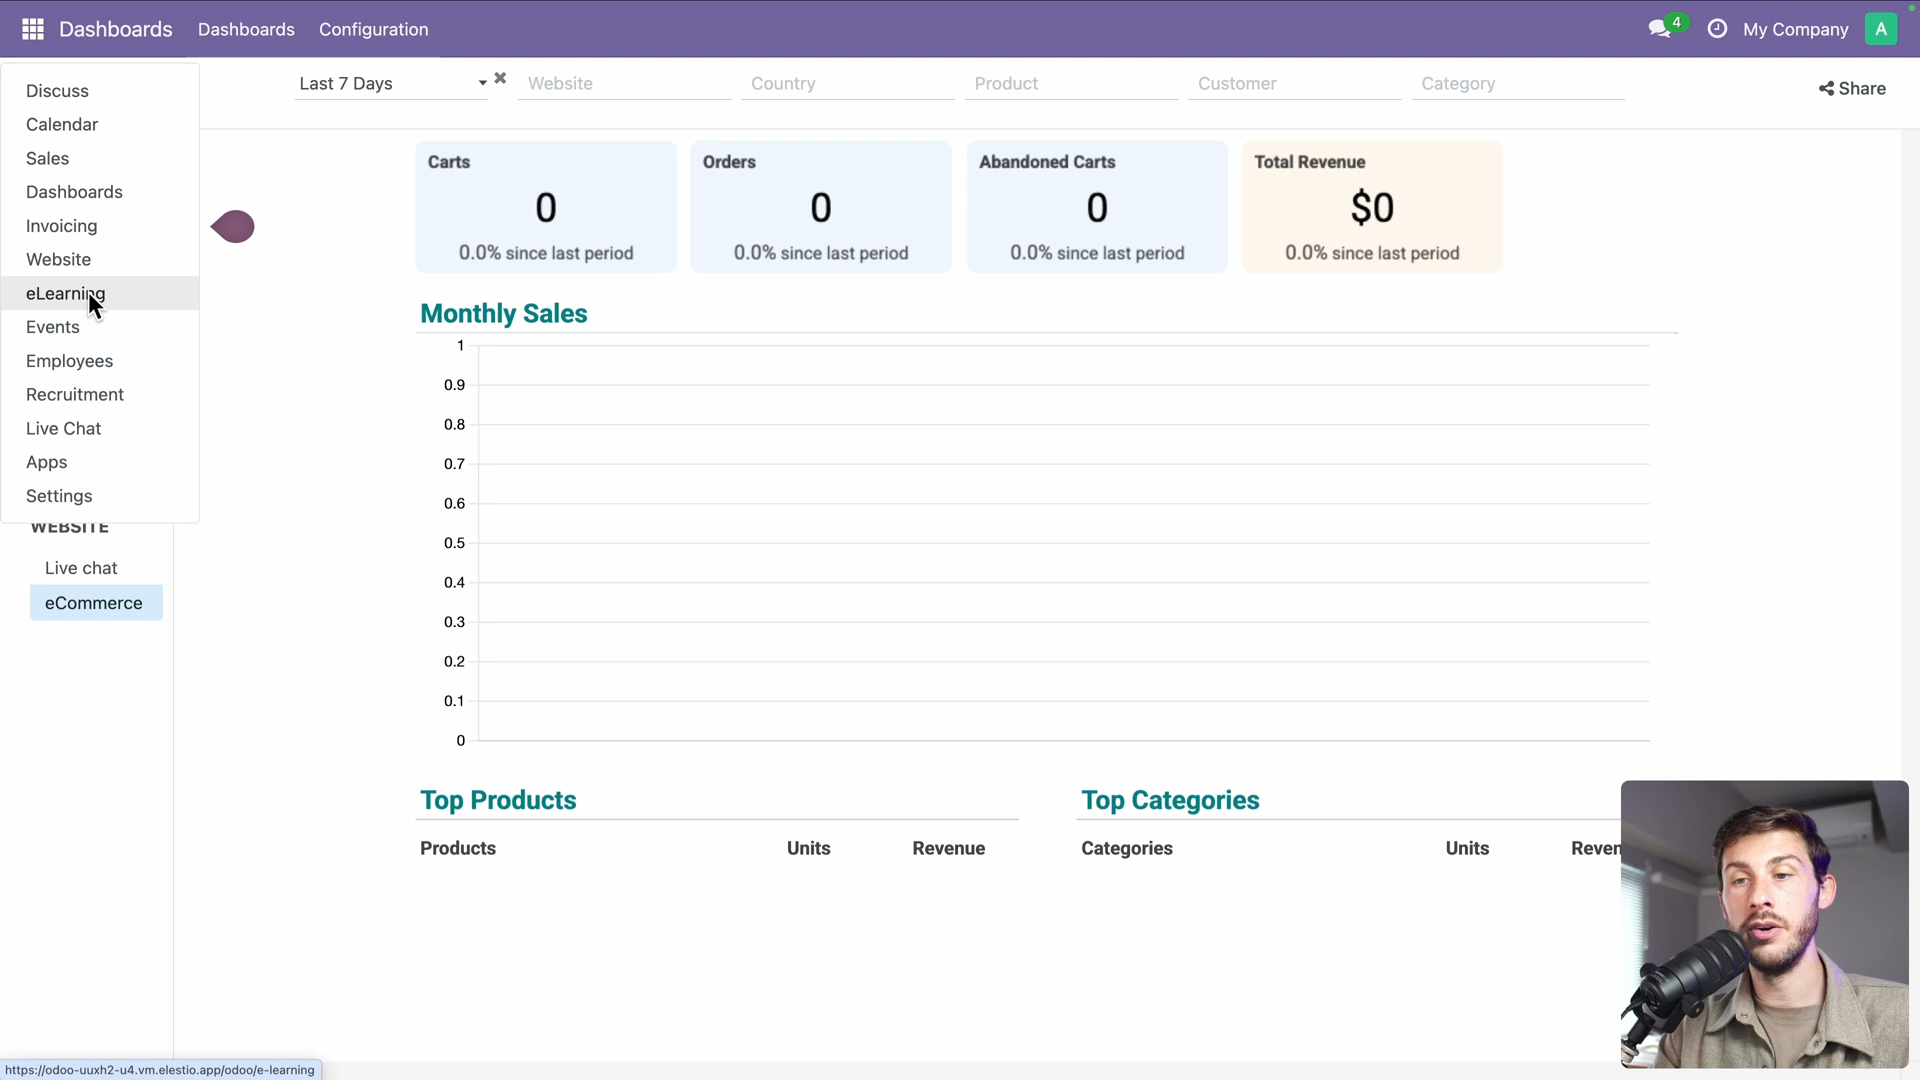 Dashboards Dashboards Configuration 4 My Company A
Last 7 Days Website Country Product Customer Category Share
Discuss
Calendar
Sales
Dashboards
Invoicing
Website
eLearning
Events
Employees
Recruitment
Live Chat
Apps
Settings
WEBSITE
Live chat
eCommerce
Carts
0
0.0% since last period
Orders
0
0.0% since last period
Abandoned Carts
0
0.0% since last period
Total Revenue
$0
0.0% since last period
Monthly Sales
1
0.9
0.8
0.7
0.6
0.5
0.4
0.3
0.2
0.1
0
Top Products
Products Units Revenue
Top Categories
Categories Units Reven
https://odoo-uuxh2-u4.vm.elestio.app/odoo/e-learning